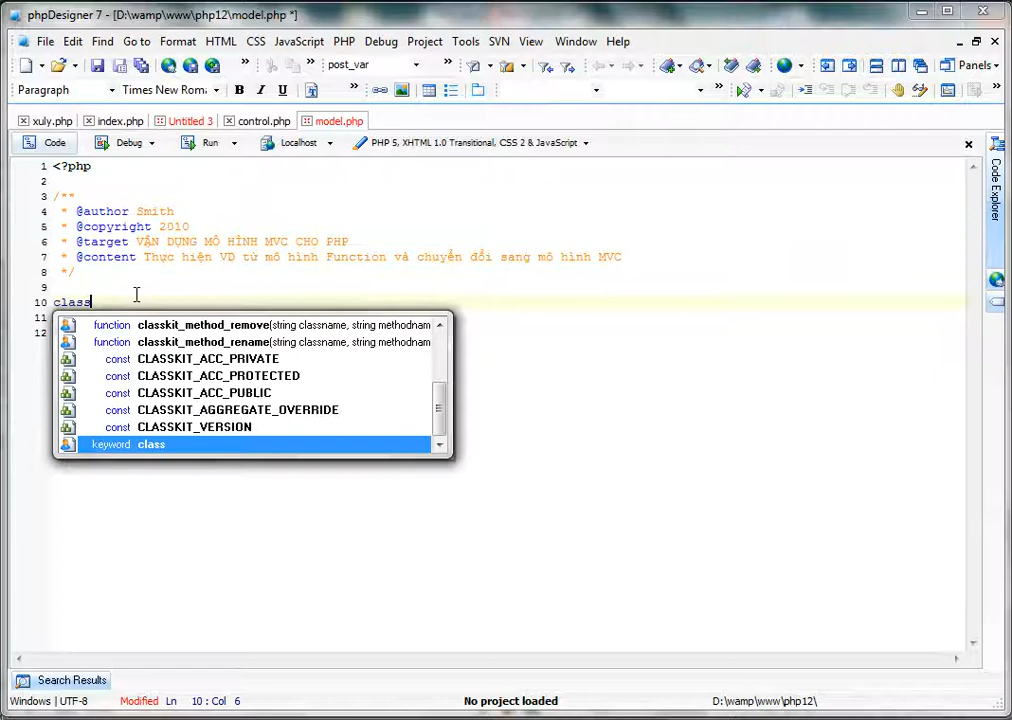 phpDesigner 7 - [D:\wamp\www\php12\model.php *]
File Edit Find Go to Format HTML CSS JavaScript PHP Debug Project Tools SVN View Window Help
» » post_var » Panels
Paragraph Times New Roma B I U » »
xuly.php index.php Untitled 3 control.php model.php
Code Debug Run Localhost PHP 5, XHTML 1.0 Transitional, CSS 2 & JavaScript
1 <?php
2
3 /**
4 * @author Smith
5 * @copyright 2010
6 * @target VẬN DỤNG MÔ HÌNH MVC CHO PHP
7 * @content Thực hiện VD từ mô hình Function và chuyển đổi sang mô hình MVC
8 */
9
10 class
11
12
function classkit_method_remove(string classname, string methodnam
function classkit_method_rename(string classname, string methodnam
const CLASSKIT_ACC_PRIVATE
const CLASSKIT_ACC_PROTECTED
const CLASSKIT_ACC_PUBLIC
const CLASSKIT_AGGREGATE_OVERRIDE
const CLASSKIT_VERSION
keyword class
Code Explorer
Search Results
Windows | UTF-8 Modified Ln 10 : Col 6 No project loaded D:\wamp\www\php12\